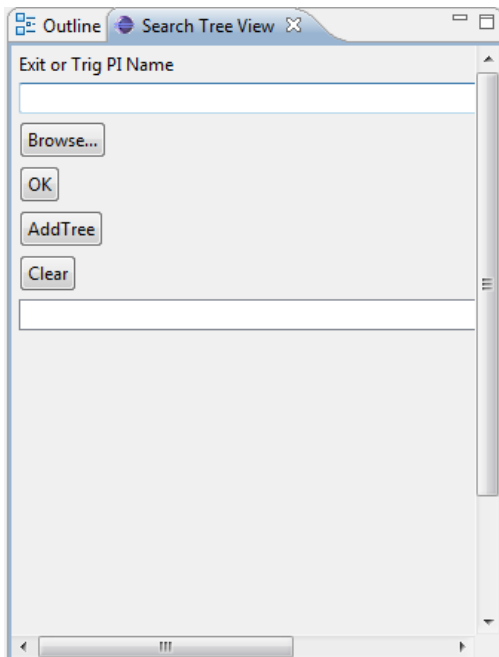 Outline Search Tree View
Exit or Trig PI Name
Browse...
OK
AddTree
Clear